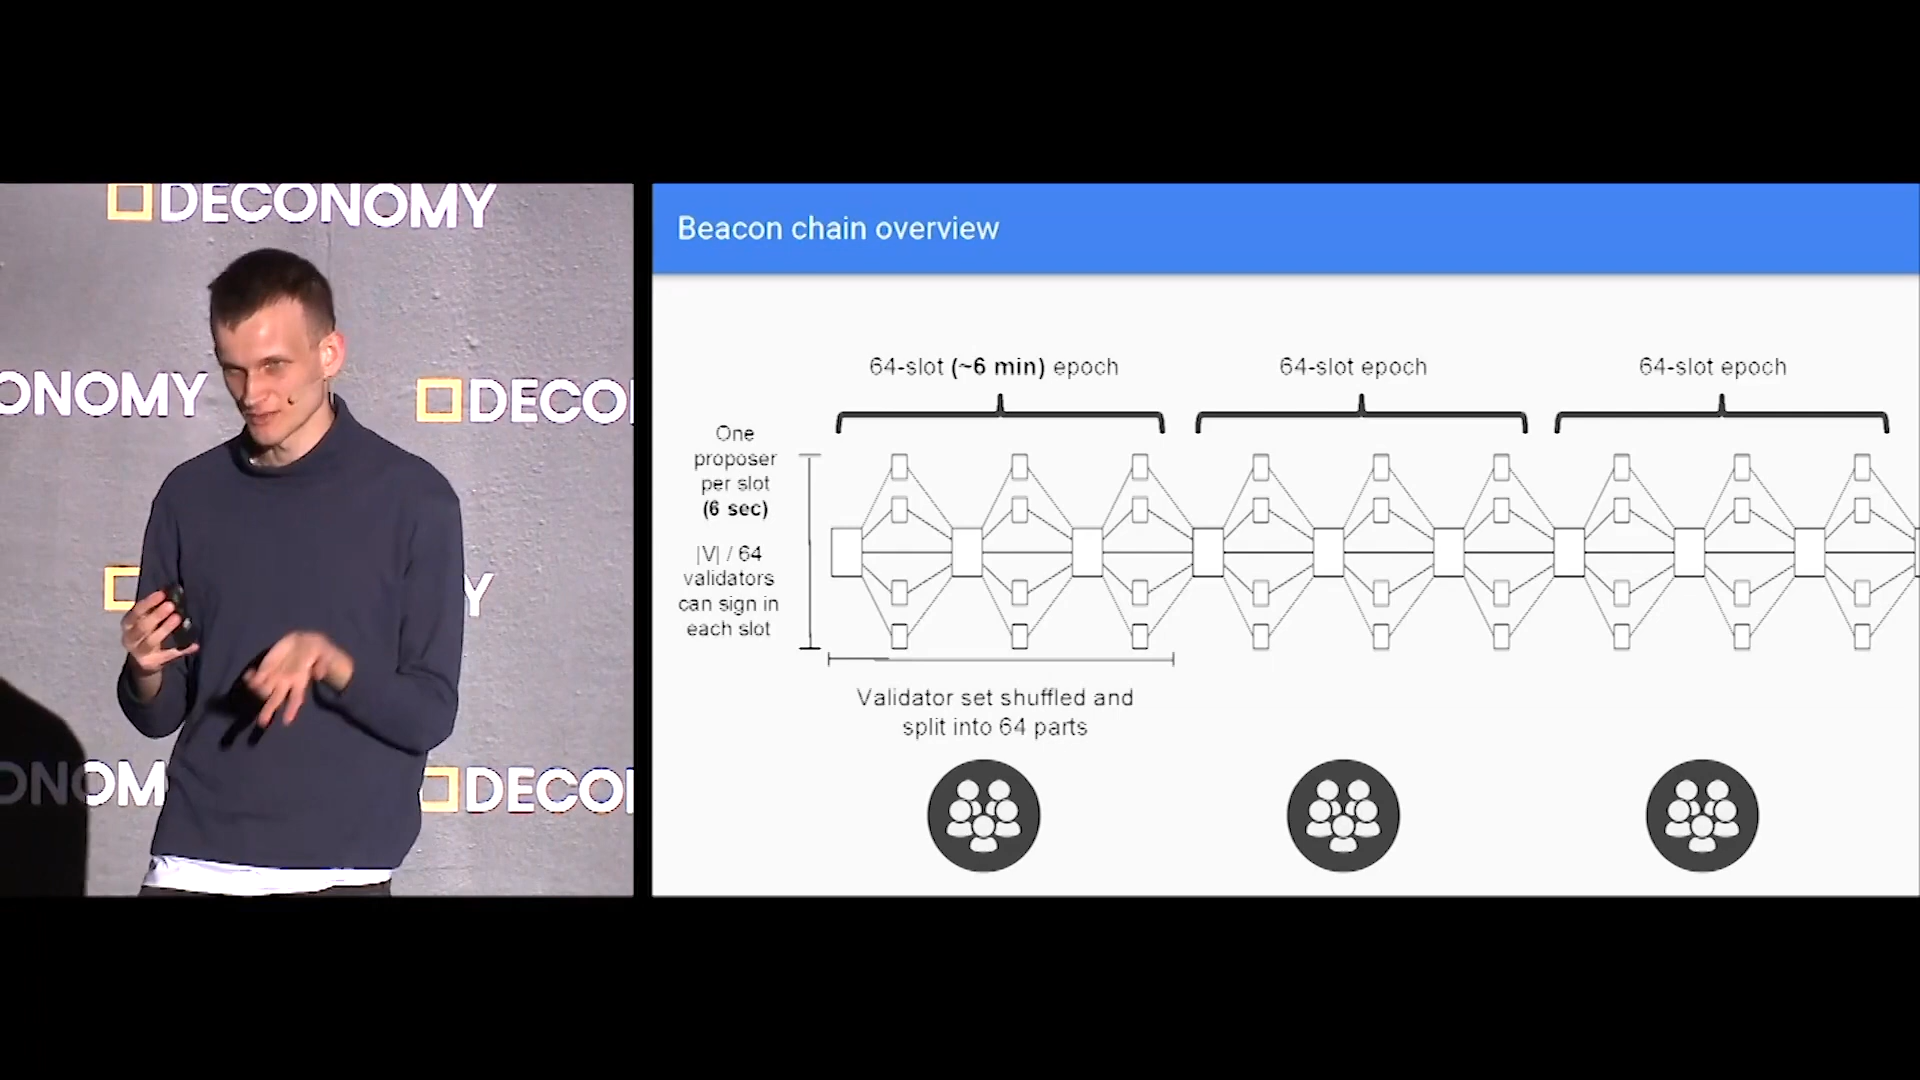 DECONOMY
ONOMY
DECO
Y
ONOM
DECO
Beacon chain overview
64-slot (~6 min) epoch
64-slot epoch
64-slot epoch
One
proposer
per slot
(6 sec)
|V| / 64
validators
can sign in
each slot
Validator set shuffled and
split into 64 parts